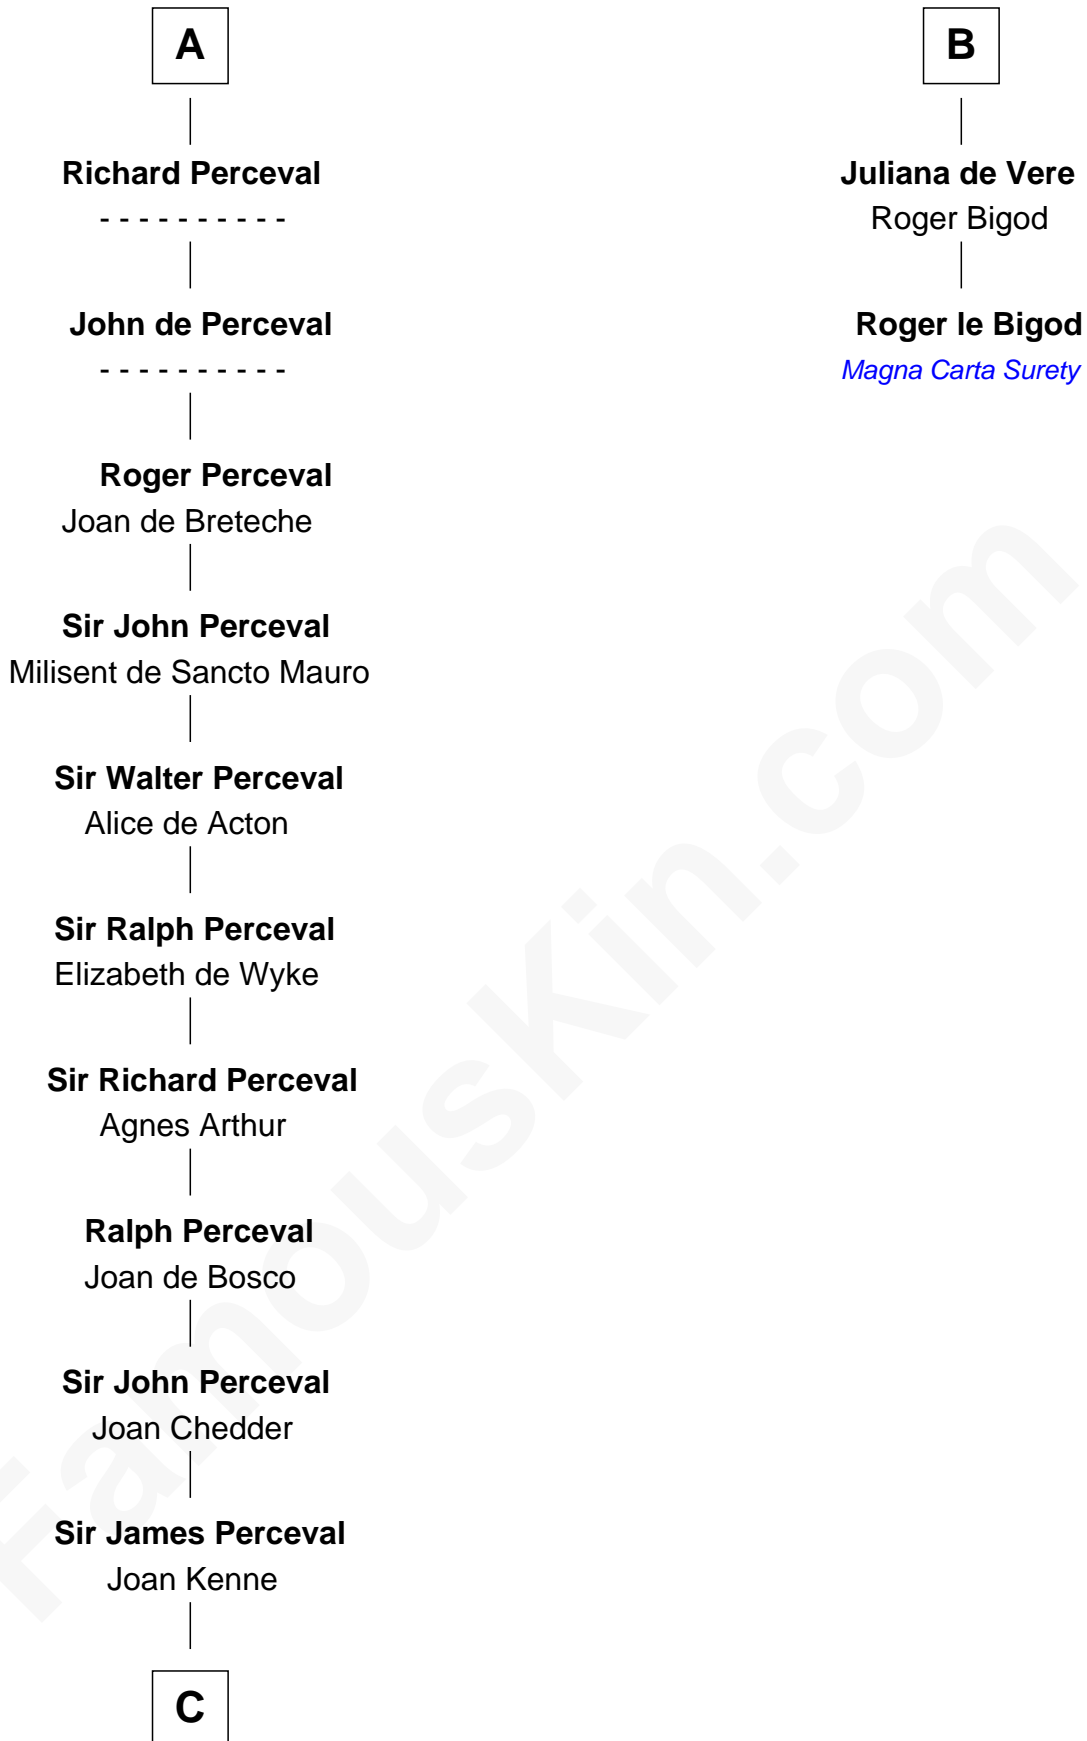 A
Richard Perceval
- - - - - - - - - -
John de Perceval
- - - - - - - - - -
Roger Perceval
Joan de Breteche
Sir John Perceval
Milisent de Sancto Mauro
Sir Walter Perceval
Alice de Acton
Sir Ralph Perceval
Elizabeth de Wyke
Sir Richard Perceval
Agnes Arthur
Ralph Perceval
Joan de Bosco
Sir John Perceval
Joan Chedder
Sir James Perceval
Joan Kenne
C
B
Juliana de Vere
Roger Bigod
Roger le Bigod
Magna Carta Surety
FamousKin.com